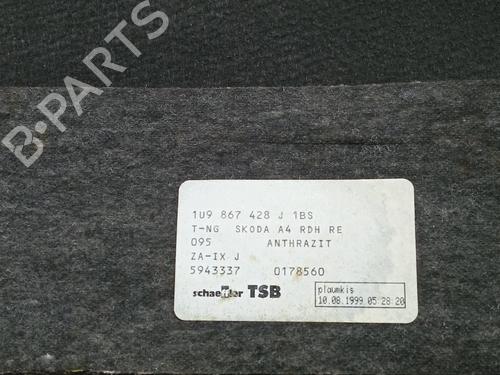 B-PARTS
1U9 867 428 J 1BS
T-NG SKODA A4 RDH RE
095 ANTHRAZIT
ZA-IX J
5943337 0178560
schaeffler TSB
plaumkis
10.08.1999 05:28:20